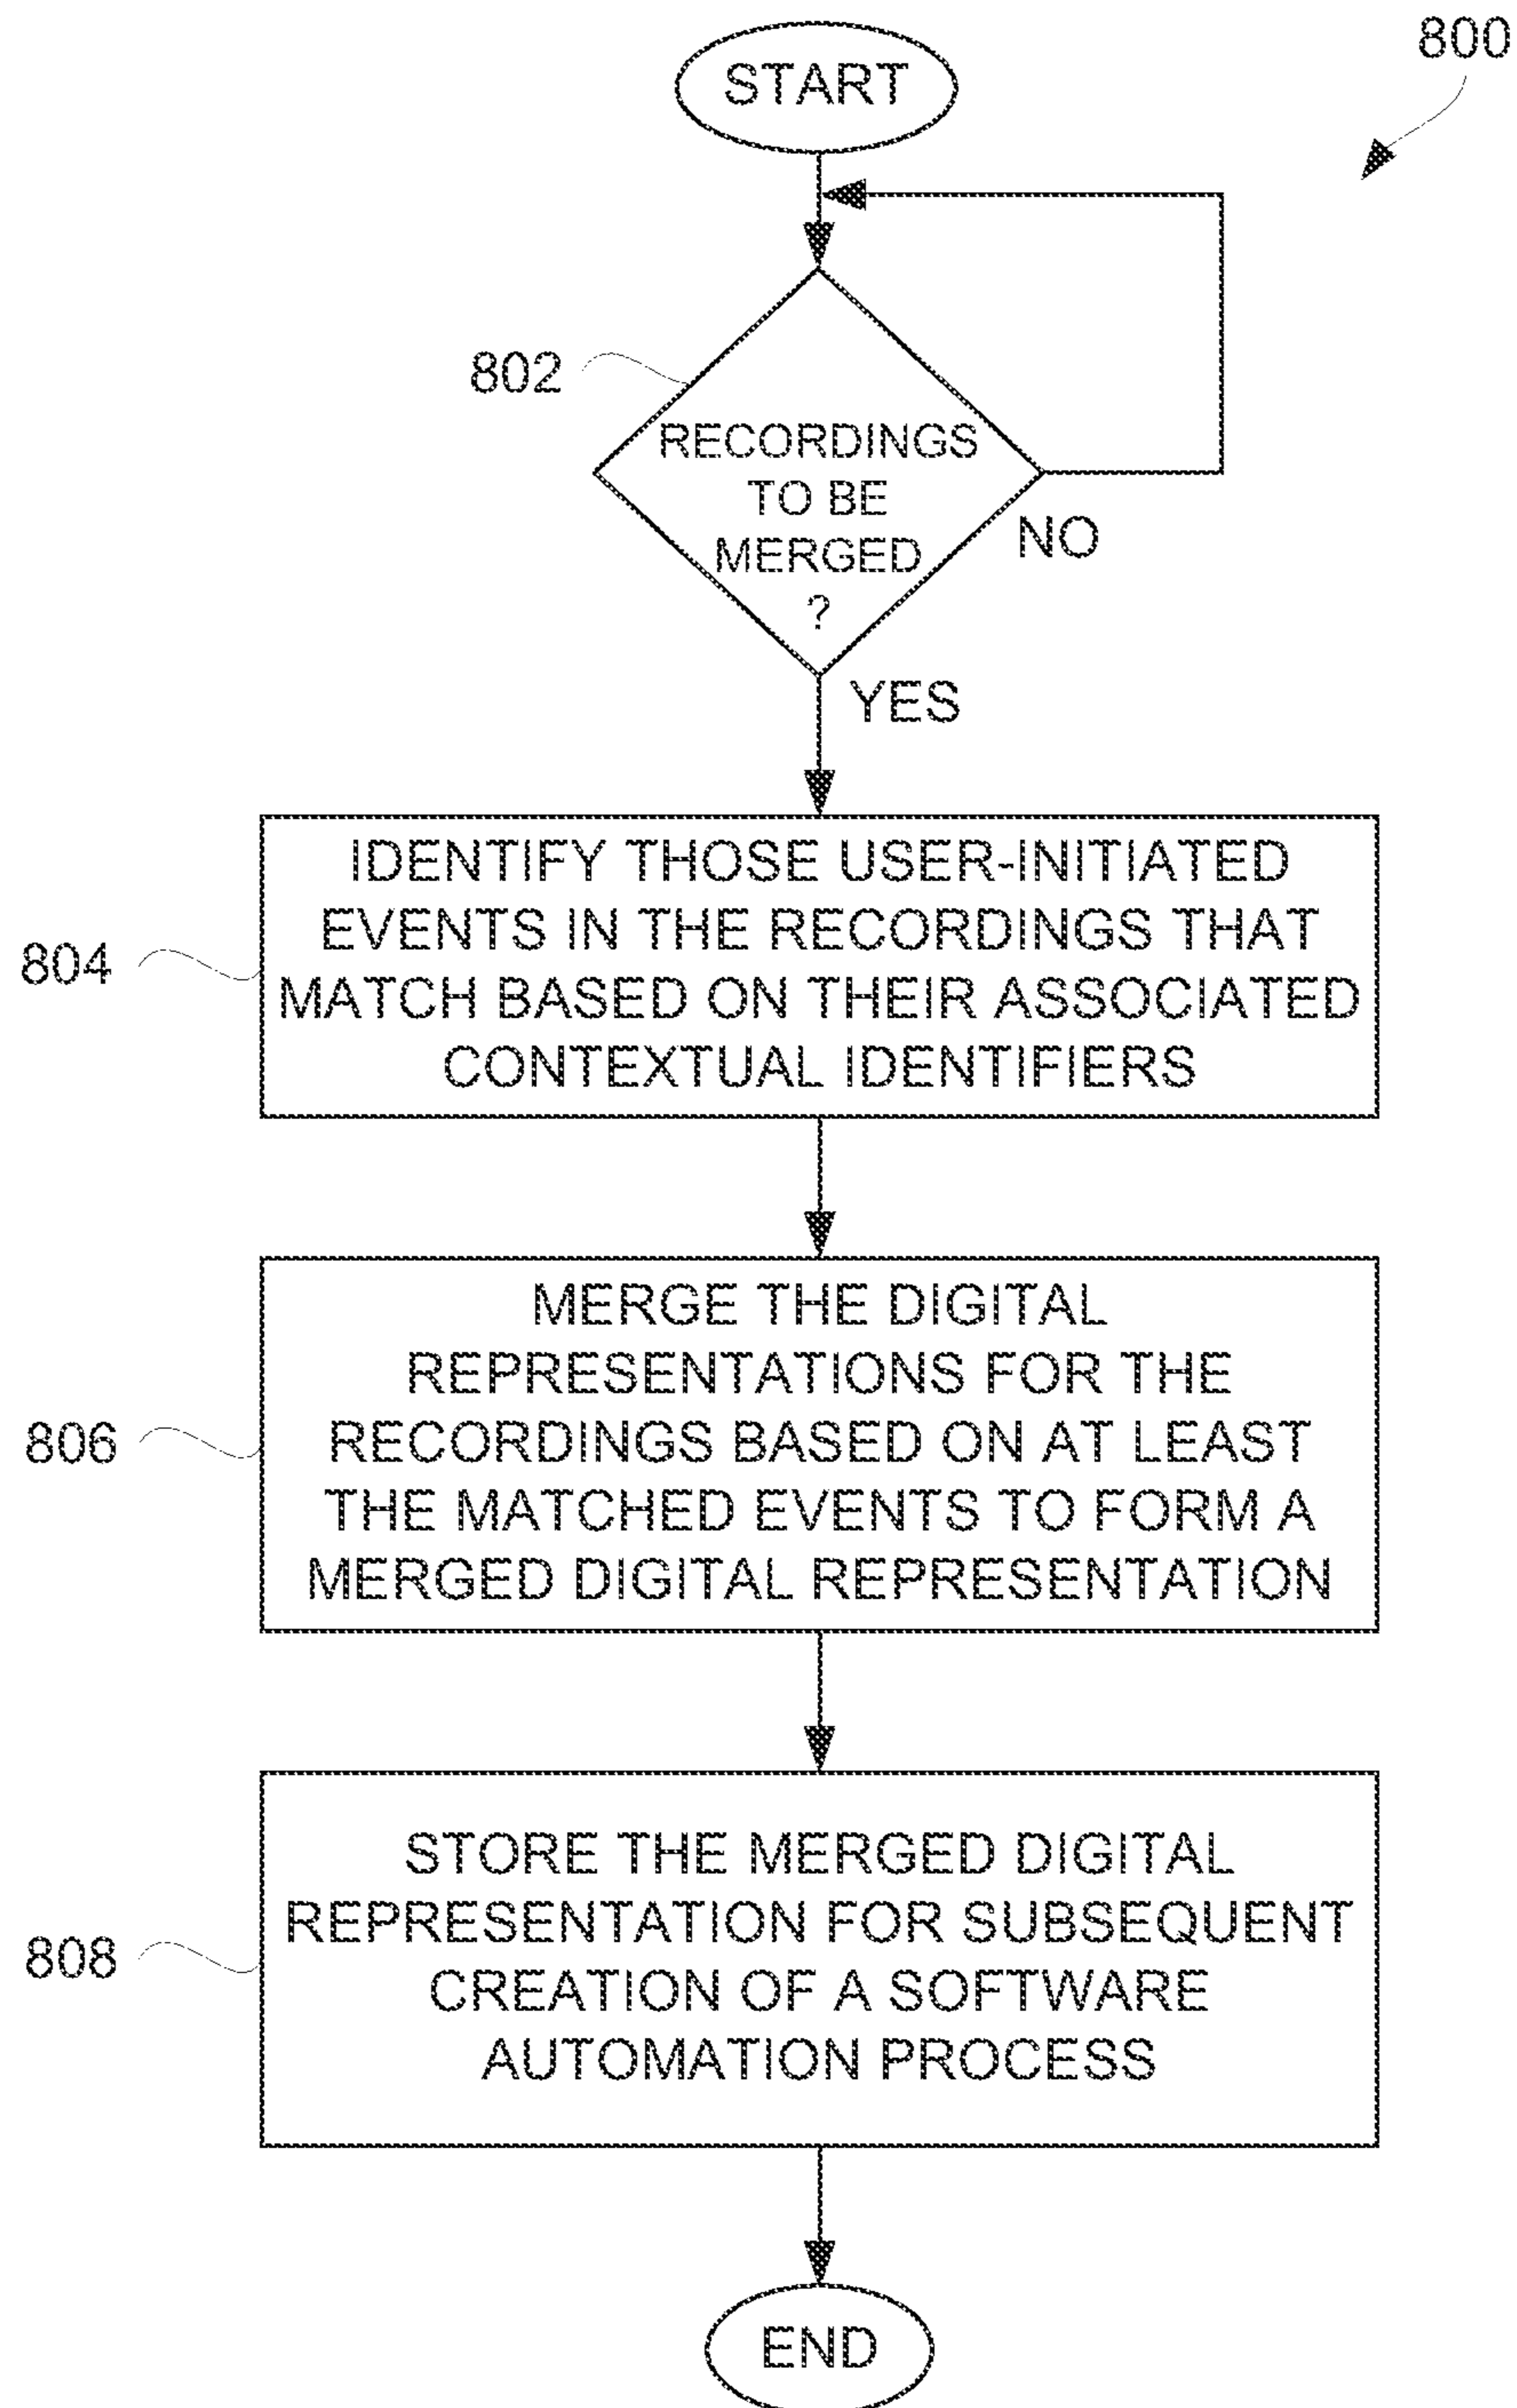 800
START
802
RECORDINGS
TO BE
MERGED
?
NO
YES
804
IDENTIFY THOSE USER-INITIATED
EVENTS IN THE RECORDINGS THAT
MATCH BASED ON THEIR ASSOCIATED
CONTEXTUAL IDENTIFIERS
806
MERGE THE DIGITAL
REPRESENTATIONS FOR THE
RECORDINGS BASED ON AT LEAST
THE MATCHED EVENTS TO FORM A
MERGED DIGITAL REPRESENTATION
808
STORE THE MERGED DIGITAL
REPRESENTATION FOR SUBSEQUENT
CREATION OF A SOFTWARE
AUTOMATION PROCESS
END